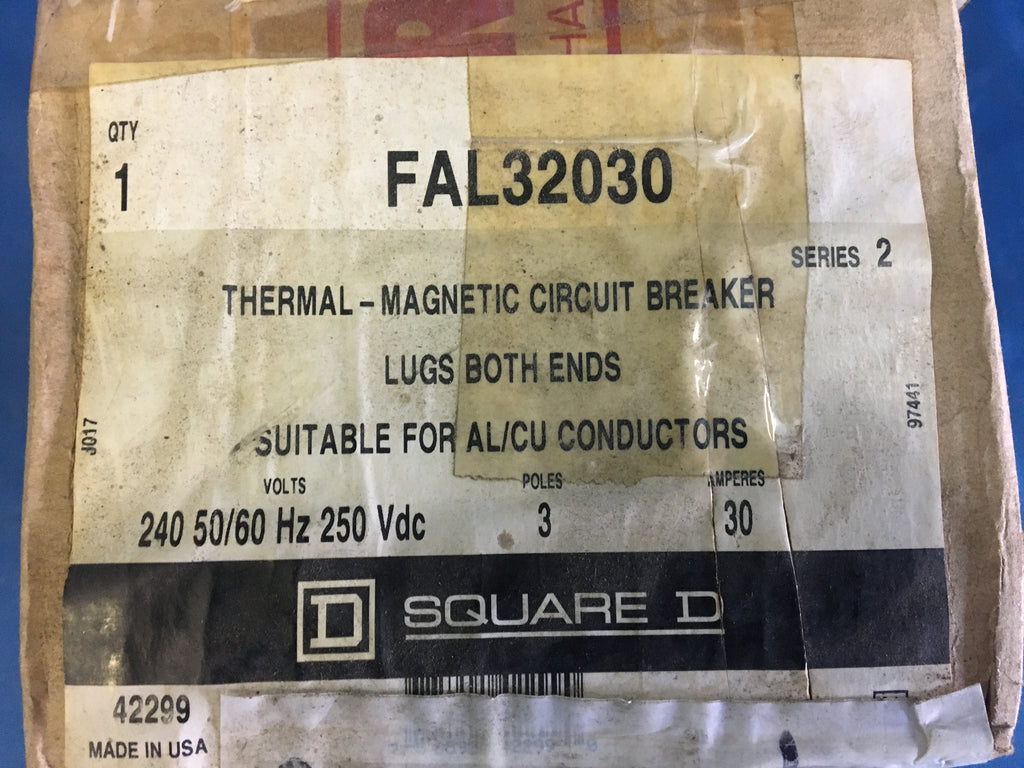 QTY
1
FAL32030
SERIES 2
THERMAL - MAGNETIC CIRCUIT BREAKER
LUGS BOTH ENDS
SUITABLE FOR AL/CU CONDUCTORS
J017
97441
VOLTS POLES AMPERES
240 50/60 Hz 250 Vdc 3 30
D SQUARE D
42299
MADE IN USA